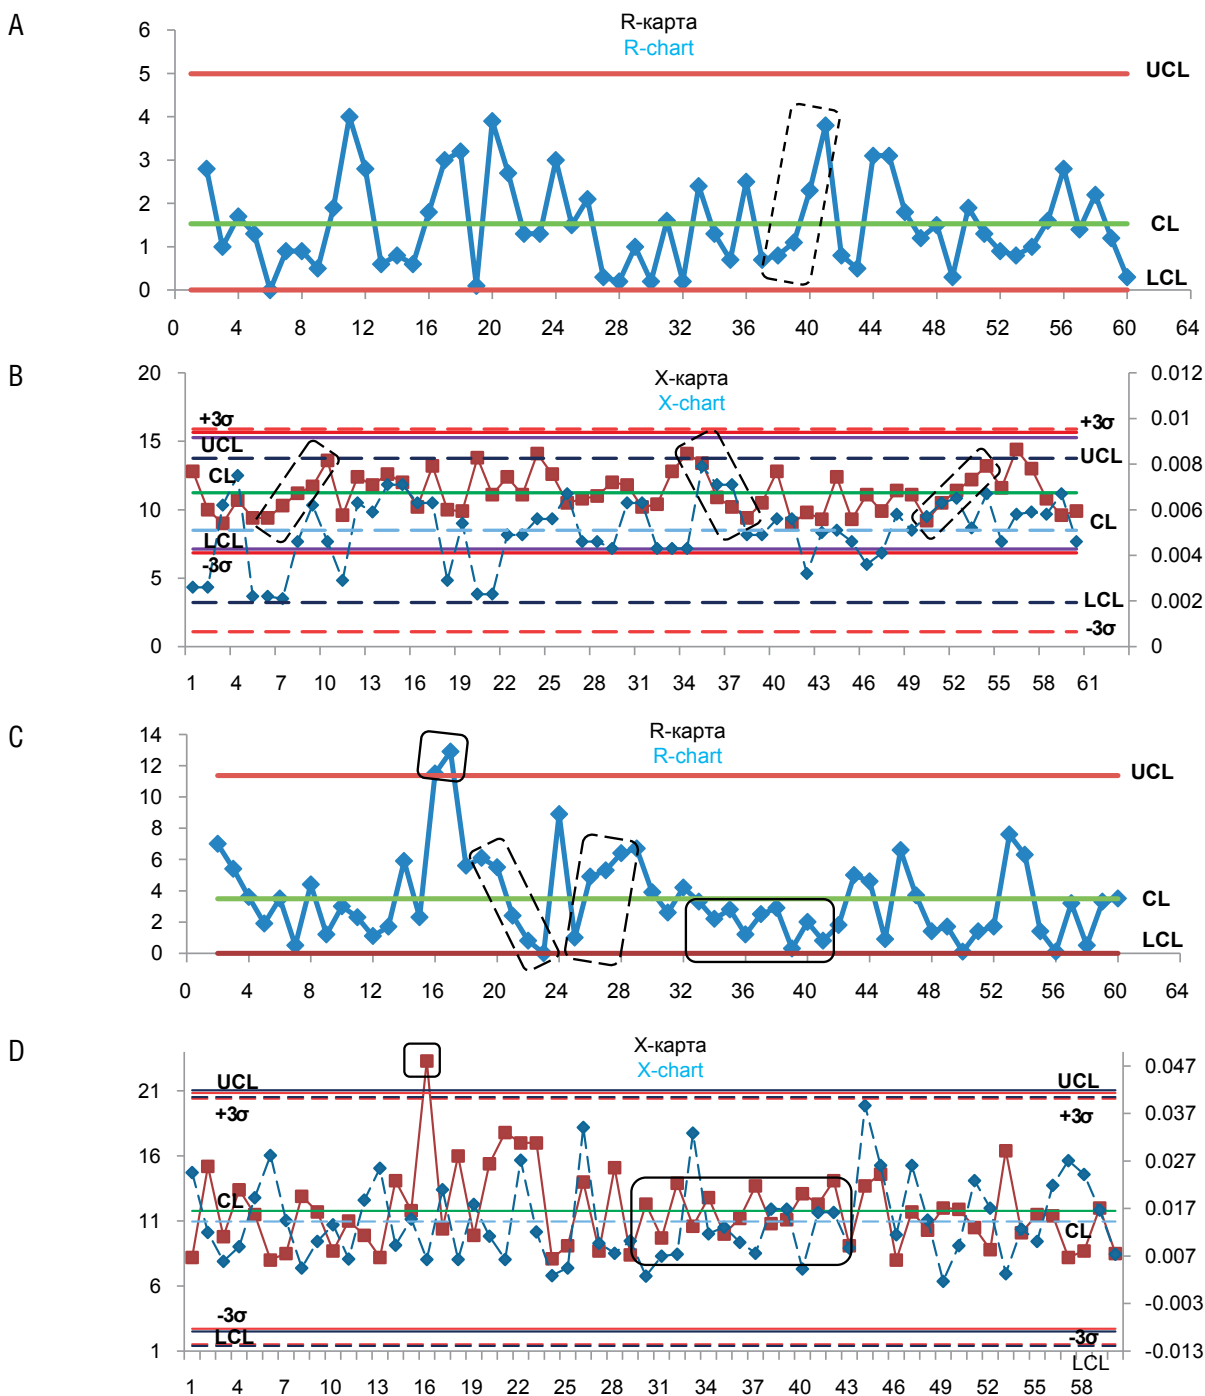 A
R-карта
R-chart
6
5
4
3
2
1
0
UCL
CL
LCL
0 4 8 12 16 20 24 28 32 36 40 44 48 52 56 60 64
B
X-карта
X-chart
20
15
10
5
0
+3σ
UCL
CL
LCL
-3σ
+3σ
UCL
CL
LCL
-3σ
0.012
0.01
0.008
0.006
0.004
0.002
0
1 4 7 10 13 16 19 22 25 28 31 34 37 40 43 46 49 52 55 58 61
C
R-карта
R-chart
14
12
10
8
6
4
2
0
UCL
CL
LCL
0 4 8 12 16 20 24 28 32 36 40 44 48 52 56 60 64
D
X-карта
X-chart
21
16
11
6
1
UCL
+3σ
CL
-3σ
LCL
UCL
+3σ
CL
-3σ
LCL
0.047
0.037
0.027
0.017
0.007
-0.003
-0.013
1 4 7 10 13 16 19 22 25 28 31 34 37 40 43 46 49 52 55 58